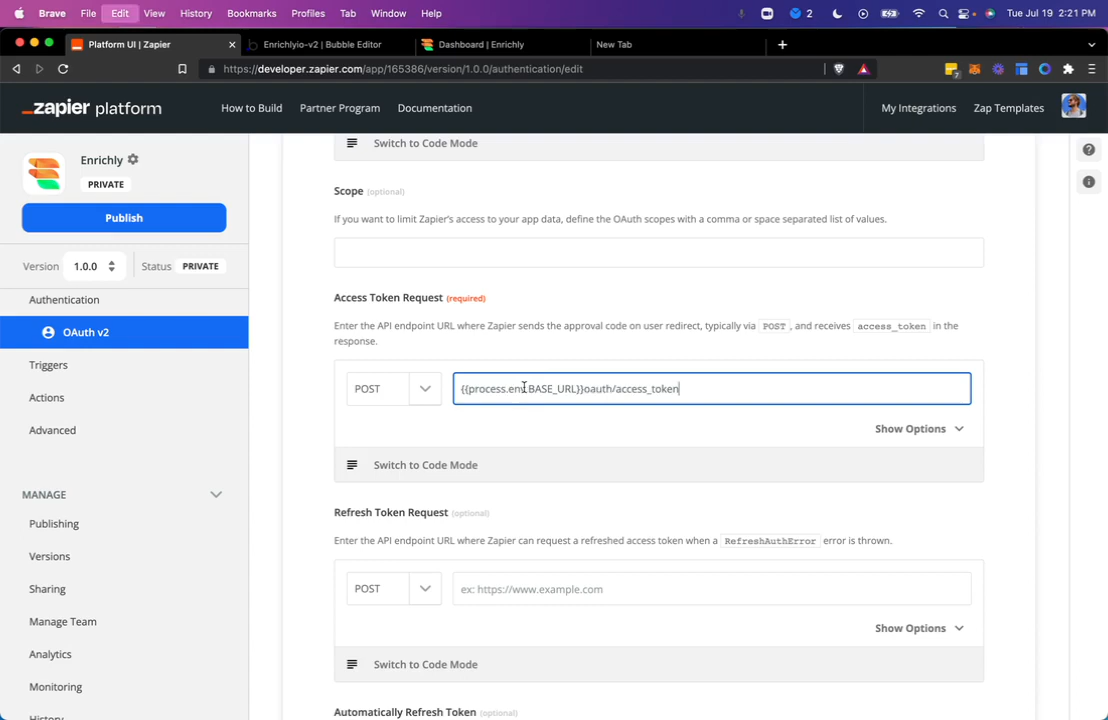 Brave File Edit View History Bookmarks Profiles Tab Window Help 2 Tue Jul 19 2:21 PM
Platform UI | Zapier Enrichlyio-v2 | Bubble Editor Dashboard | Enrichly New Tab
https://developer.zapier.com/app/165386/version/1.0.0/authentication/edit 7
zapier platform How to Build Partner Program Documentation My Integrations Zap Templates
Enrichly
PRIVATE
Publish
Version 1.0.0 Status PRIVATE
Authentication
OAuth v2
Triggers
Actions
Advanced
MANAGE
Publishing
Versions
Sharing
Manage Team
Analytics
Monitoring
History
Switch to Code Mode
Scope (optional)
If you want to limit Zapier's access to your app data, define the OAuth scopes with a comma or space separated list of values.
Access Token Request (required)
Enter the API endpoint URL where Zapier sends the approval code on user redirect, typically via POST , and receives access_token in the
response.
POST {{process.env.BASE_URL}}oauth/access_token
Show Options
Switch to Code Mode
Refresh Token Request (optional)
Enter the API endpoint URL where Zapier can request a refreshed access token when a RefreshAuthError error is thrown.
POST ex: https://www.example.com
Show Options
Switch to Code Mode
Automatically Refresh Token (optional)